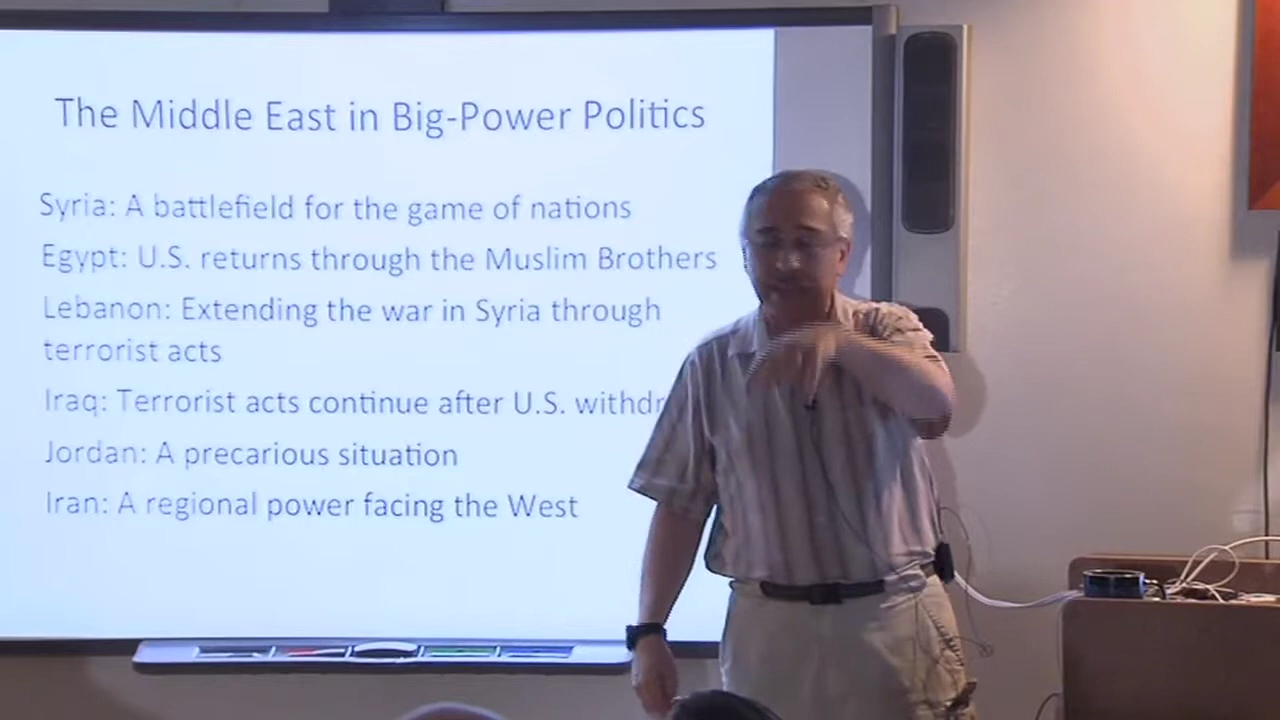 The Middle East in Big-Power Politics
Syria: A battlefield for the game of nations
Egypt: U.S. returns through the Muslim Brothers
Lebanon: Extending the war in Syria through
terrorist acts
Iraq: Terrorist acts continue after U.S.
Jordan: A precarious situation
Iran: A regional power facing the West